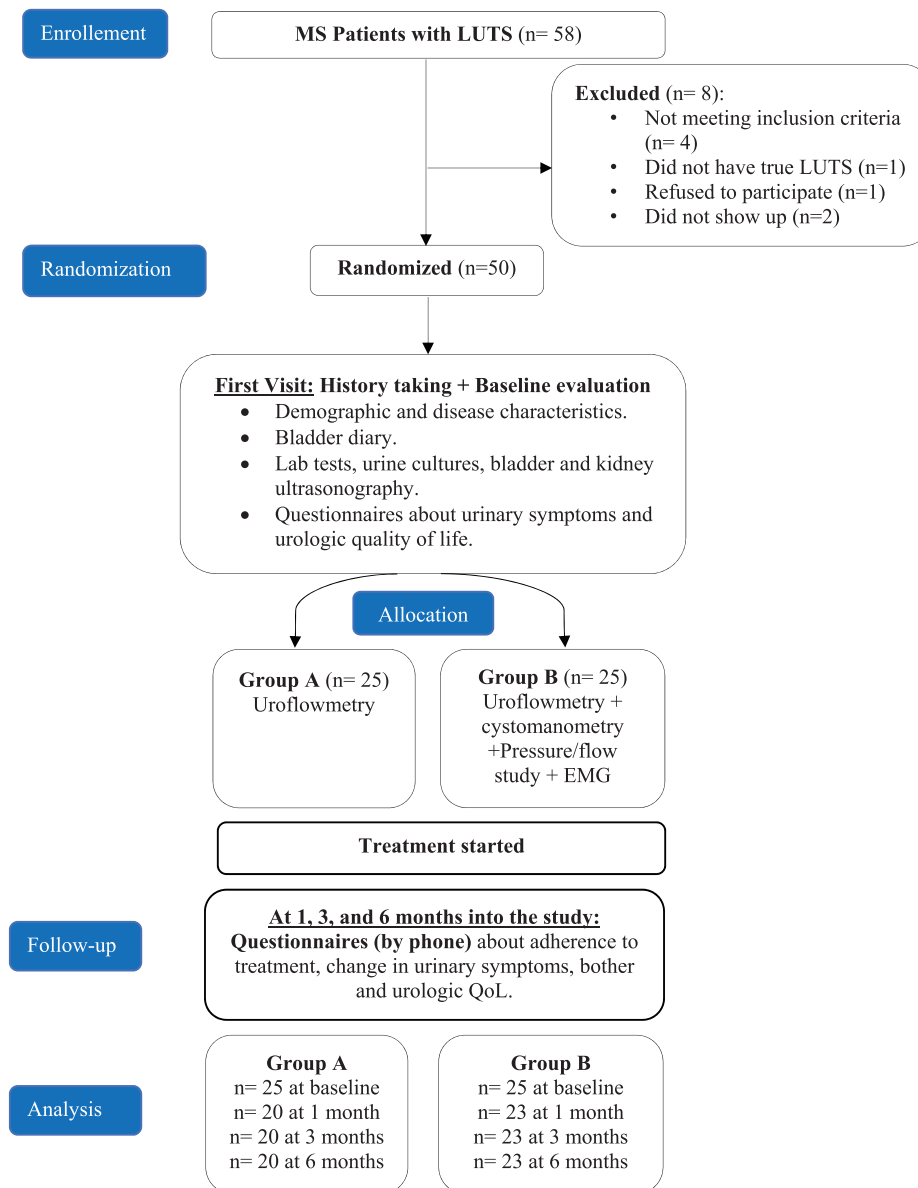 Enrollement
MS Patients with LUTS (n= 58)
Excluded (n= 8):
• Not meeting inclusion criteria
(n= 4)
• Did not have true LUTS (n=1)
• Refused to participate (n=1)
• Did not show up (n=2)
Randomization
Randomized (n=50)
First Visit: History taking + Baseline evaluation
• Demographic and disease characteristics.
• Bladder diary.
• Lab tests, urine cultures, bladder and kidney
ultrasonography.
• Questionnaires about urinary symptoms and
urologic quality of life.
Allocation
Group A (n= 25)
Uroflowmetry
Group B (n= 25)
Uroflowmetry +
cystomanometry
+Pressure/flow
study + EMG
Treatment started
Follow-up
At 1, 3, and 6 months into the study:
Questionnaires (by phone) about adherence to
treatment, change in urinary symptoms, bother
and urologic QoL.
Analysis
Group A
n= 25 at baseline
n= 20 at 1 month
n= 20 at 3 months
n= 20 at 6 months
Group B
n= 25 at baseline
n= 23 at 1 month
n= 23 at 3 months
n= 23 at 6 months